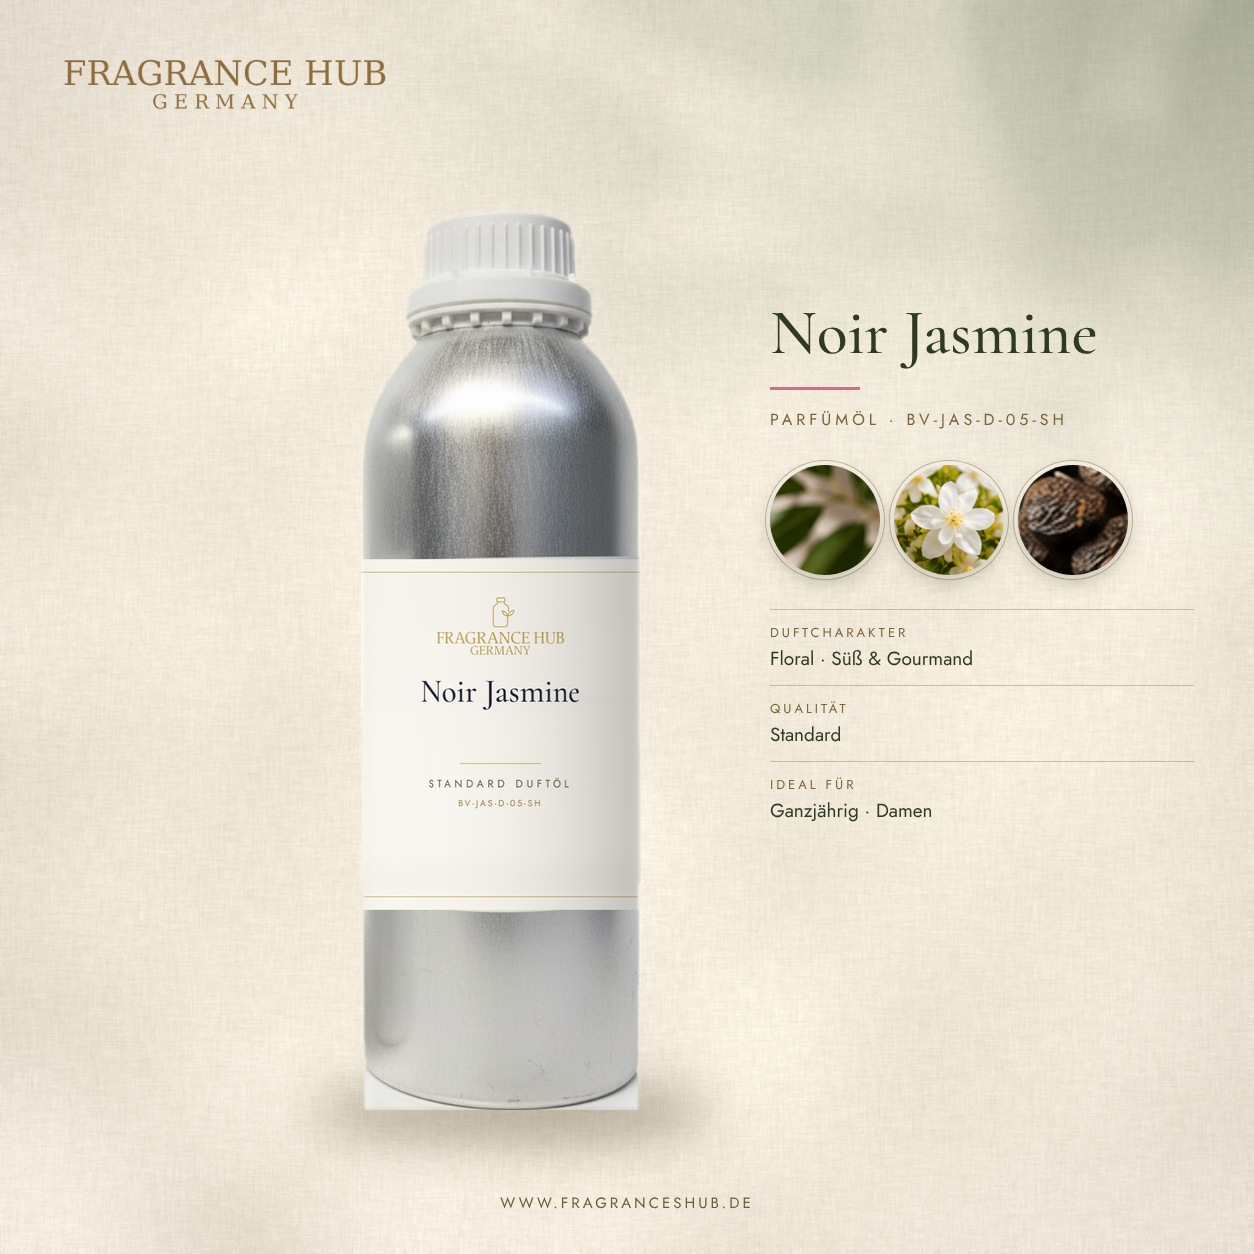 FRAGRANCE HUB
GERMANY
Noir Jasmine
PARFÜMÖL · BV-JAS-D-05-SH
DUFTCHARAKTER
Floral · Süß & Gourmand
QUALITÄT
Standard
IDEAL FÜR
Ganzjährig · Damen
FRAGRANCE HUB
GERMANY
Noir Jasmine
STANDARD DUFTÖL
BV-JAS-D-05-SH
WWW.FRAGRANCESHUB.DE